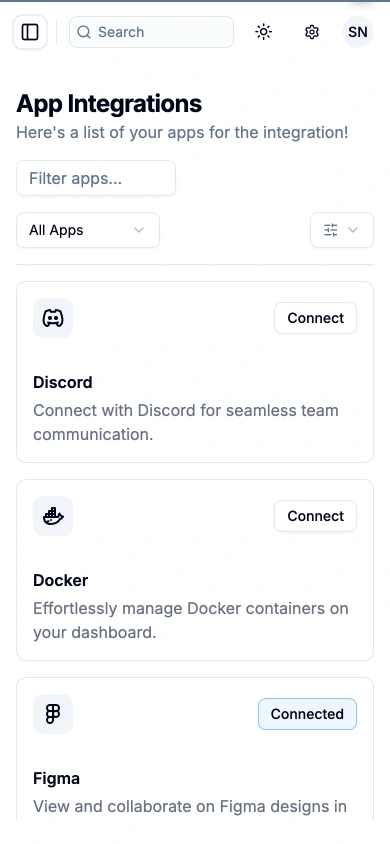 Search
SN
App Integrations
Here's a list of your apps for the integration!
Filter apps...
All Apps
Connect
Discord
Connect with Discord for seamless team
communication.
Connect
Docker
Effortlessly manage Docker containers on
your dashboard.
Connected
Figma
View and collaborate on Figma designs in